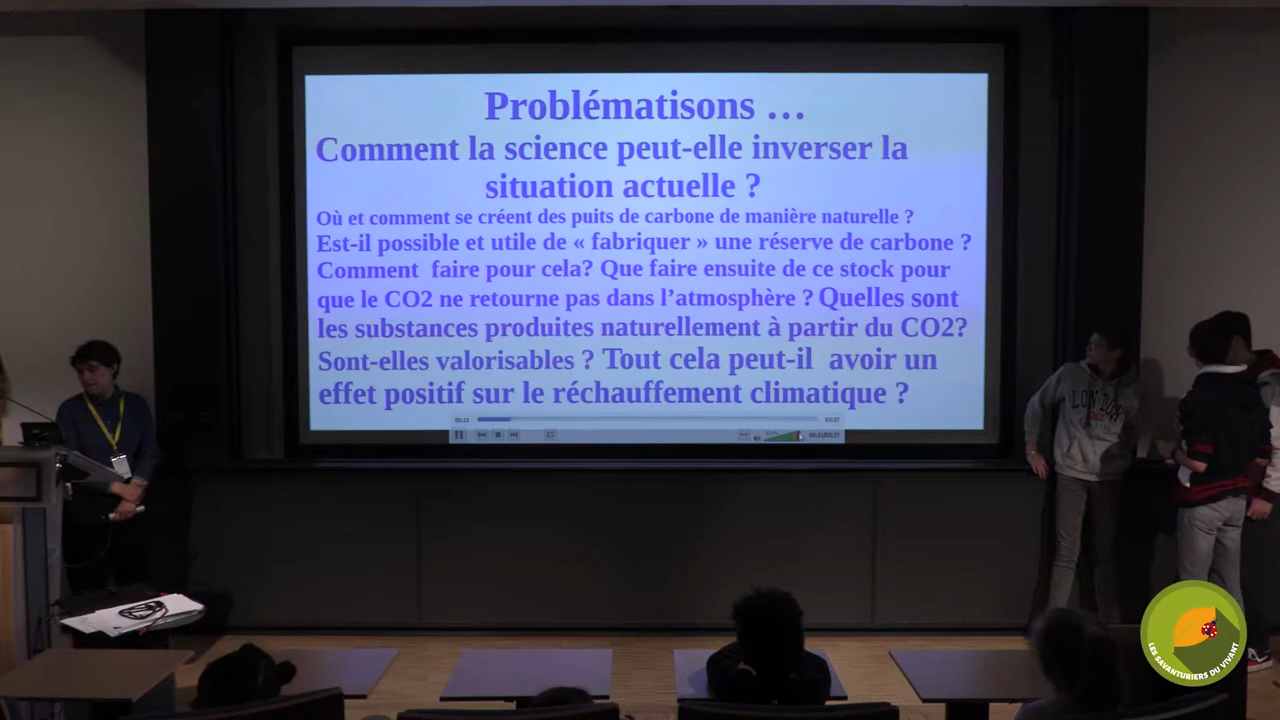 Problématisons …
Comment la science peut-elle inverser la
situation actuelle ?
Où et comment se créent des puits de carbone de manière naturelle ?
Est-il possible et utile de « fabriquer » une réserve de carbone ?
Comment faire pour cela? Que faire ensuite de ce stock pour
que le CO2 ne retourne pas dans l’atmosphère ? Quelles sont
les substances produites naturellement à partir du CO2?
Sont-elles valorisables ? Tout cela peut-il avoir un
effet positif sur le réchauffement climatique ?
00:21
03:37
LONDON
LES SAVANTURIERS DU VIVANT